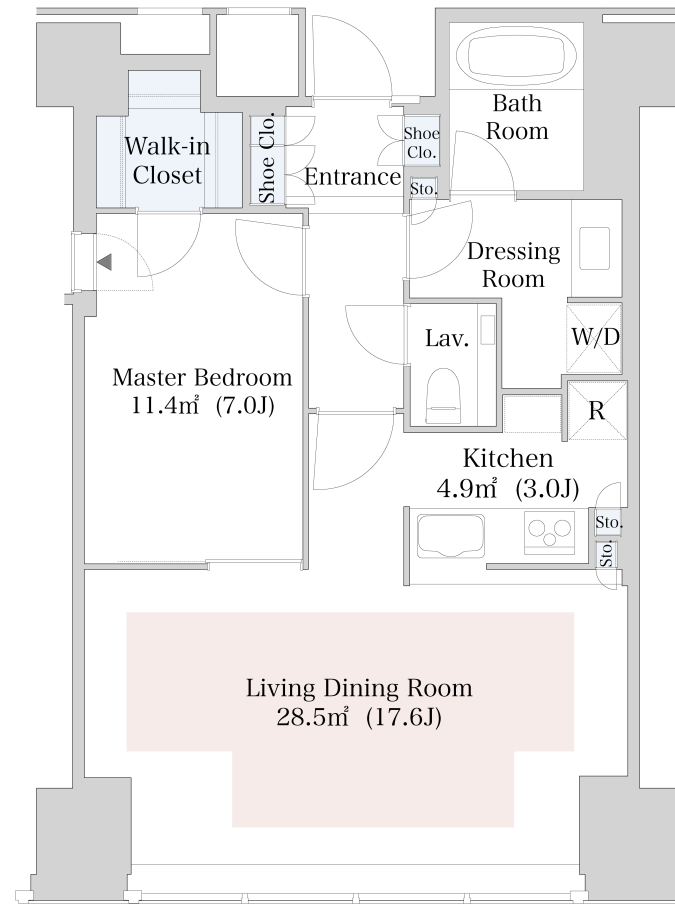 Bath
Room
Walk-in
Closet
Shoe Clo.
Entrance
Shoe
Clo.
Sto.
Dressing
Room
Lav.
W/D
Master Bedroom
11.4㎡ (7.0J)
R
Kitchen
4.9㎡ (3.0J)
Sto.
Sto.
Living Dining Room
28.5㎡ (17.6J)